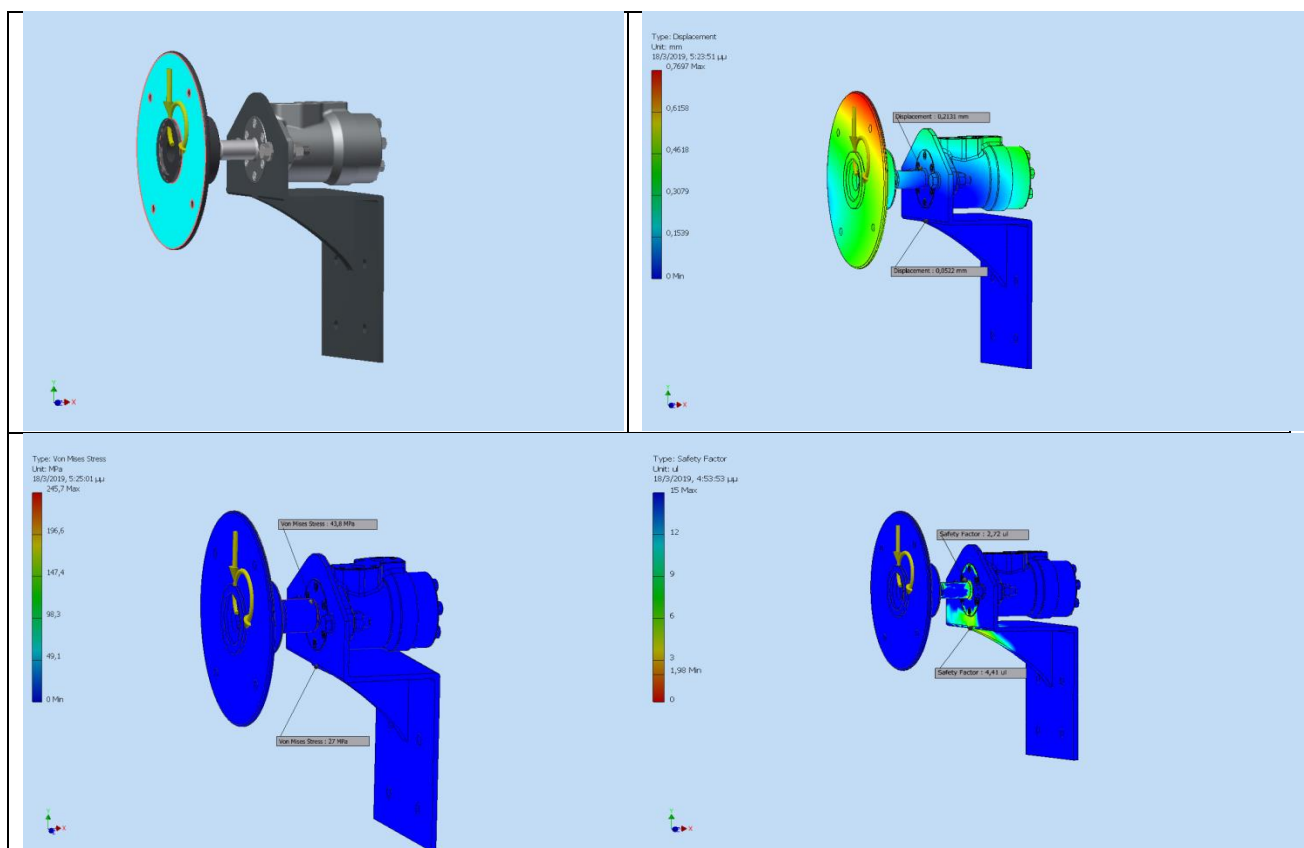 Type: Displacement
Unit: mm
18/3/2019, 5:23:51 μμ
0,7697 Max
0,6158
0,4618
0,3079
0,1539
0 Min
Displacement : 0,2131 mm
Displacement : 0,0522 mm
Y
X
Type: Von Mises Stress
Unit: MPa
18/3/2019, 5:25:01 μμ
245,7 Max
196,6
147,4
98,3
49,1
0 Min
Von Mises Stress : 43,8 MPa
Von Mises Stress : 27 MPa
X
Type: Safety Factor
Unit: ul
18/3/2019, 4:53:53 μμ
15 Max
12
9
6
3
1,98 Min
0
Safety Factor : 2,72 ul
Safety Factor : 4,41 ul
X